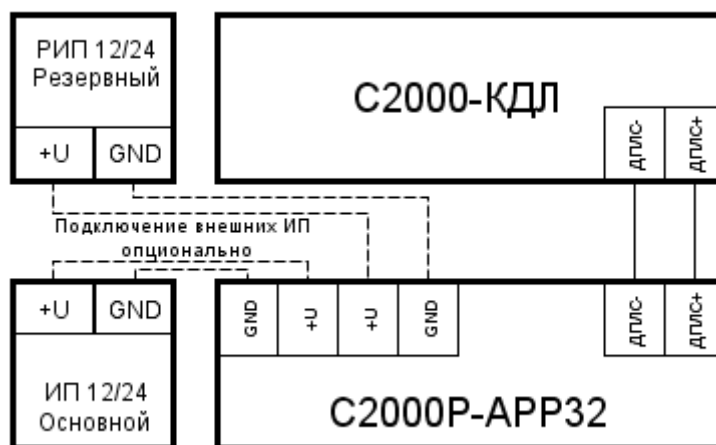 РИП 12/24
Резервный
+U GND
С2000-КДЛ
ДПЛС- ДПЛС+
Подключение внешних ИП
опционально
+U GND
ИП 12/24
Основной
GND +U +U GND
ДПЛС- ДПЛС+
С2000Р-АРР32